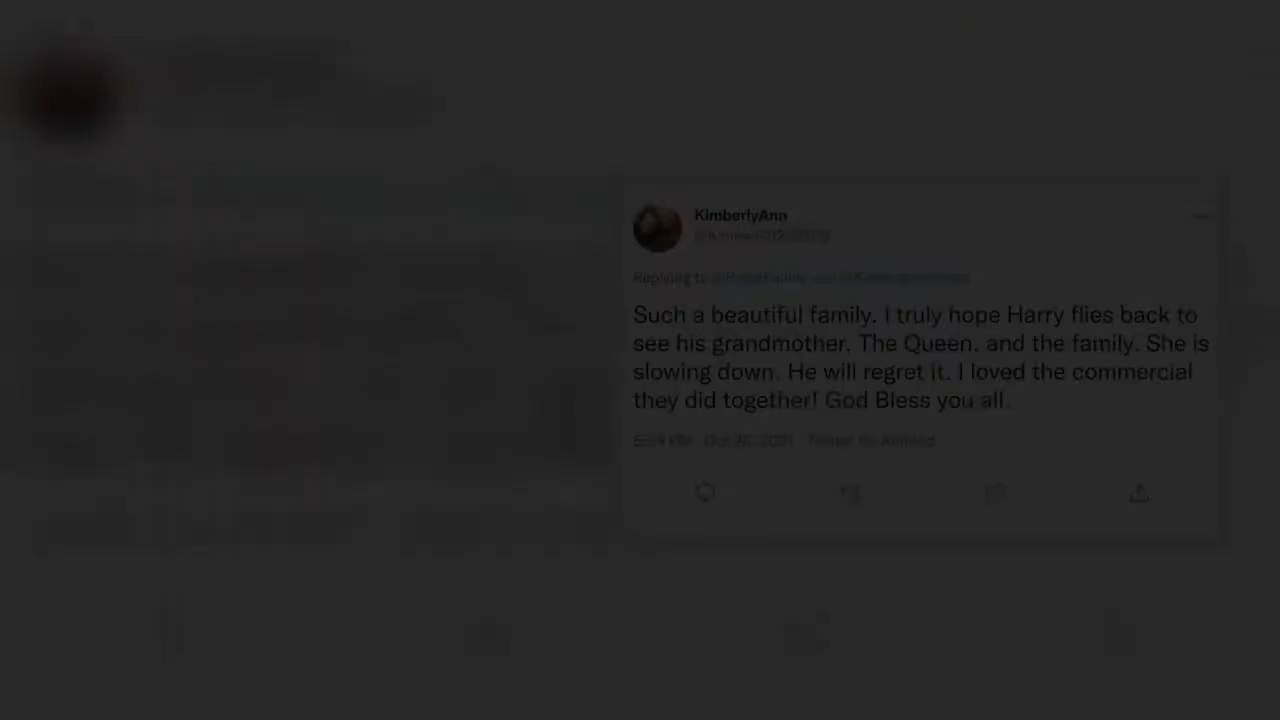 KimberlyAnn
Replying to
Such a beautiful family. I truly hope Harry flies back to
see his grandmother, The Queen, and the family. She is
slowing down. He will regret it. I loved the commercial
they did together! God Bless you all.